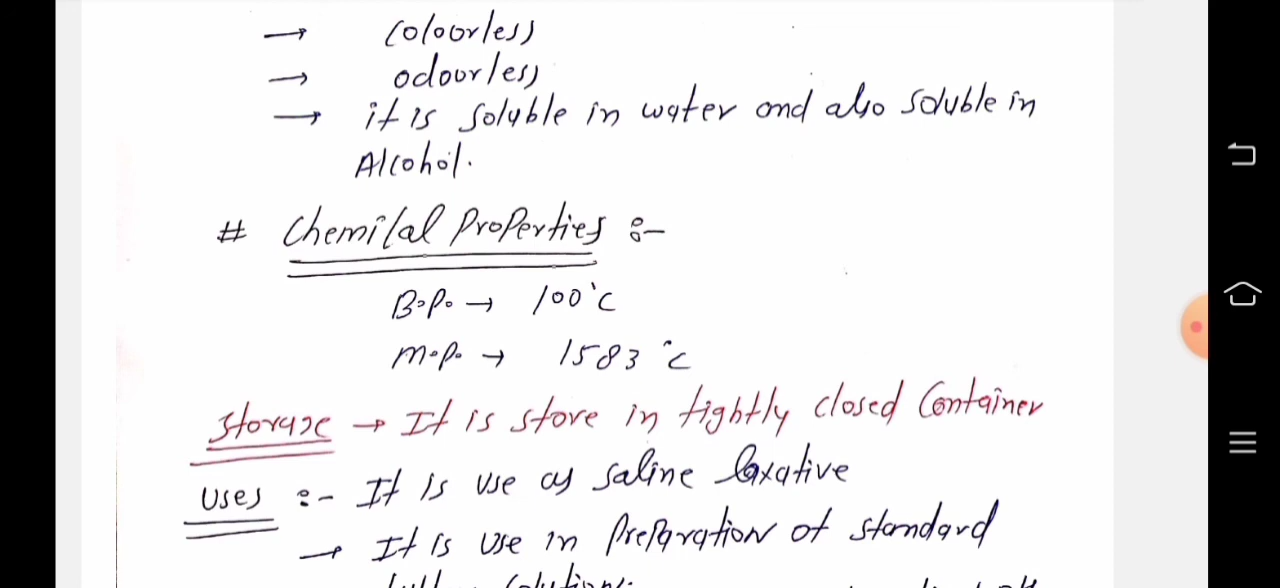 → Colourless
→ odourless
→ it is soluble in water and also soluble in
Alcohol.
# Chemical Properties :-
B.P. → 100°C
M.P. → 1583 °C
Storage → It is store in tightly closed Container
Uses :- It is use as saline laxative
→ It is use in Preparation of standard